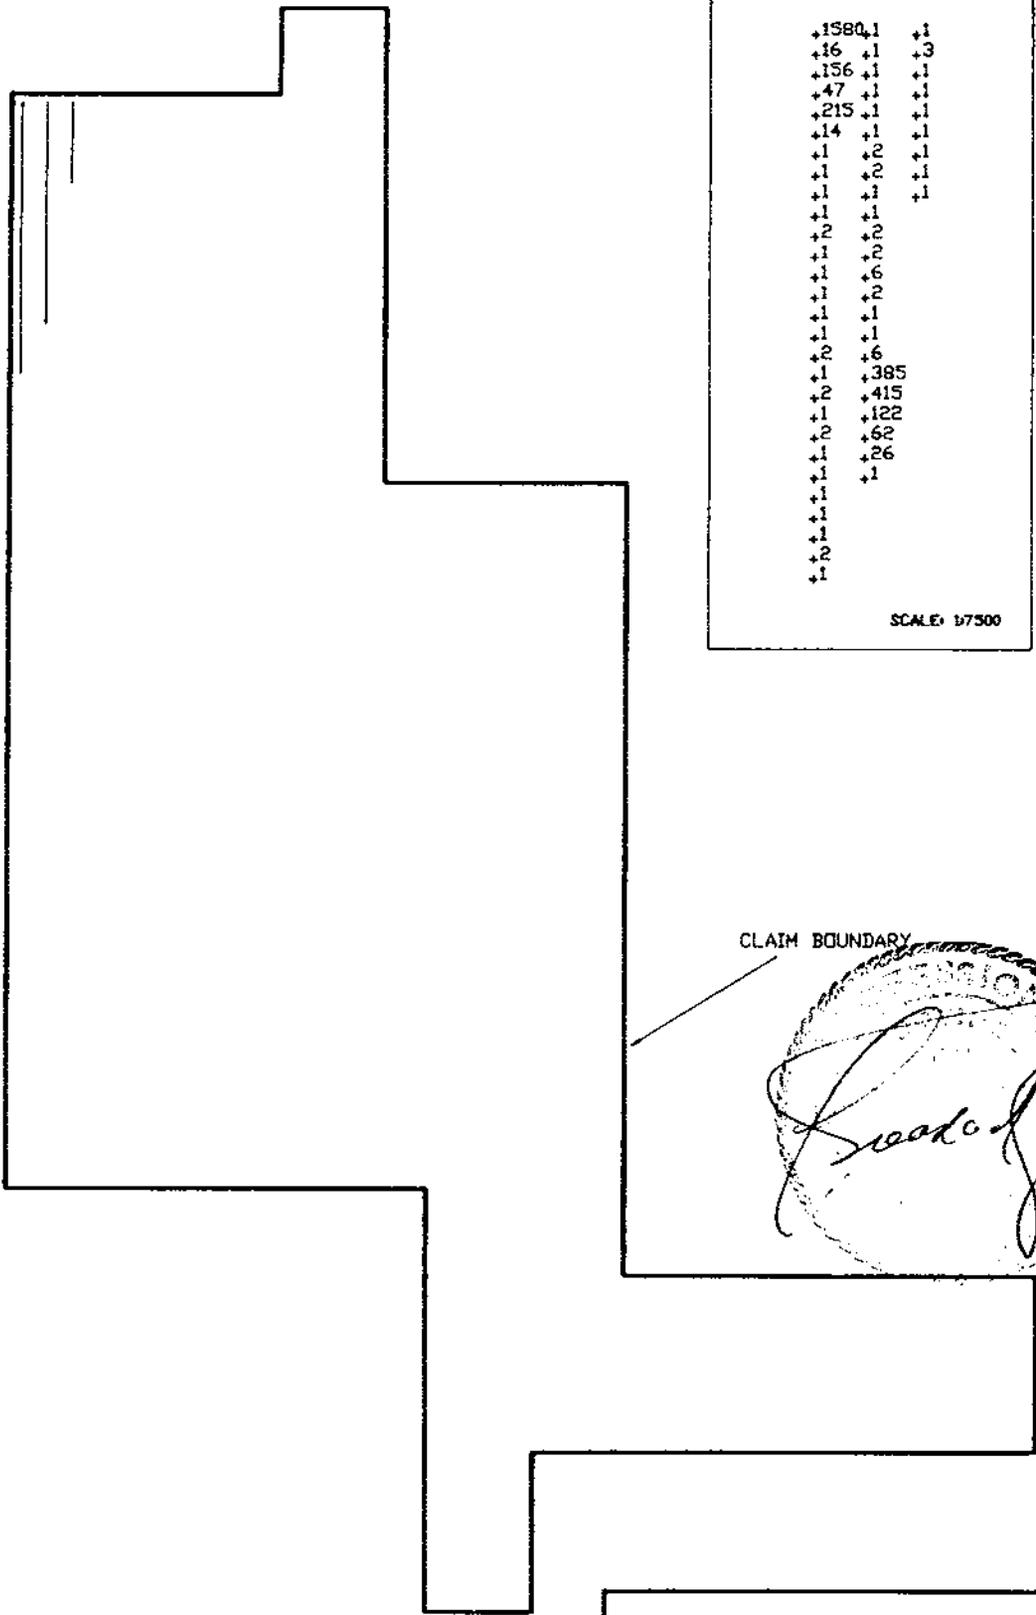 +1580 +1 +1
+16 +1 +3
+156 +1 +1
+47 +1 +1
+215 +1 +1
+14 +1 +1
+1 +2 +1
+1 +2 +1
+1 +1 +1
+1 +1
+2 +2
+1 +2
+1 +6
+1 +2
+1 +1
+1 +1
+2 +6
+1 +385
+2 +415
+1 +122
+2 +62
+1 +26
+1 +1
+1
+1
+1
+2
+1
SCALE: 1:7500
CLAIM BOUNDARY